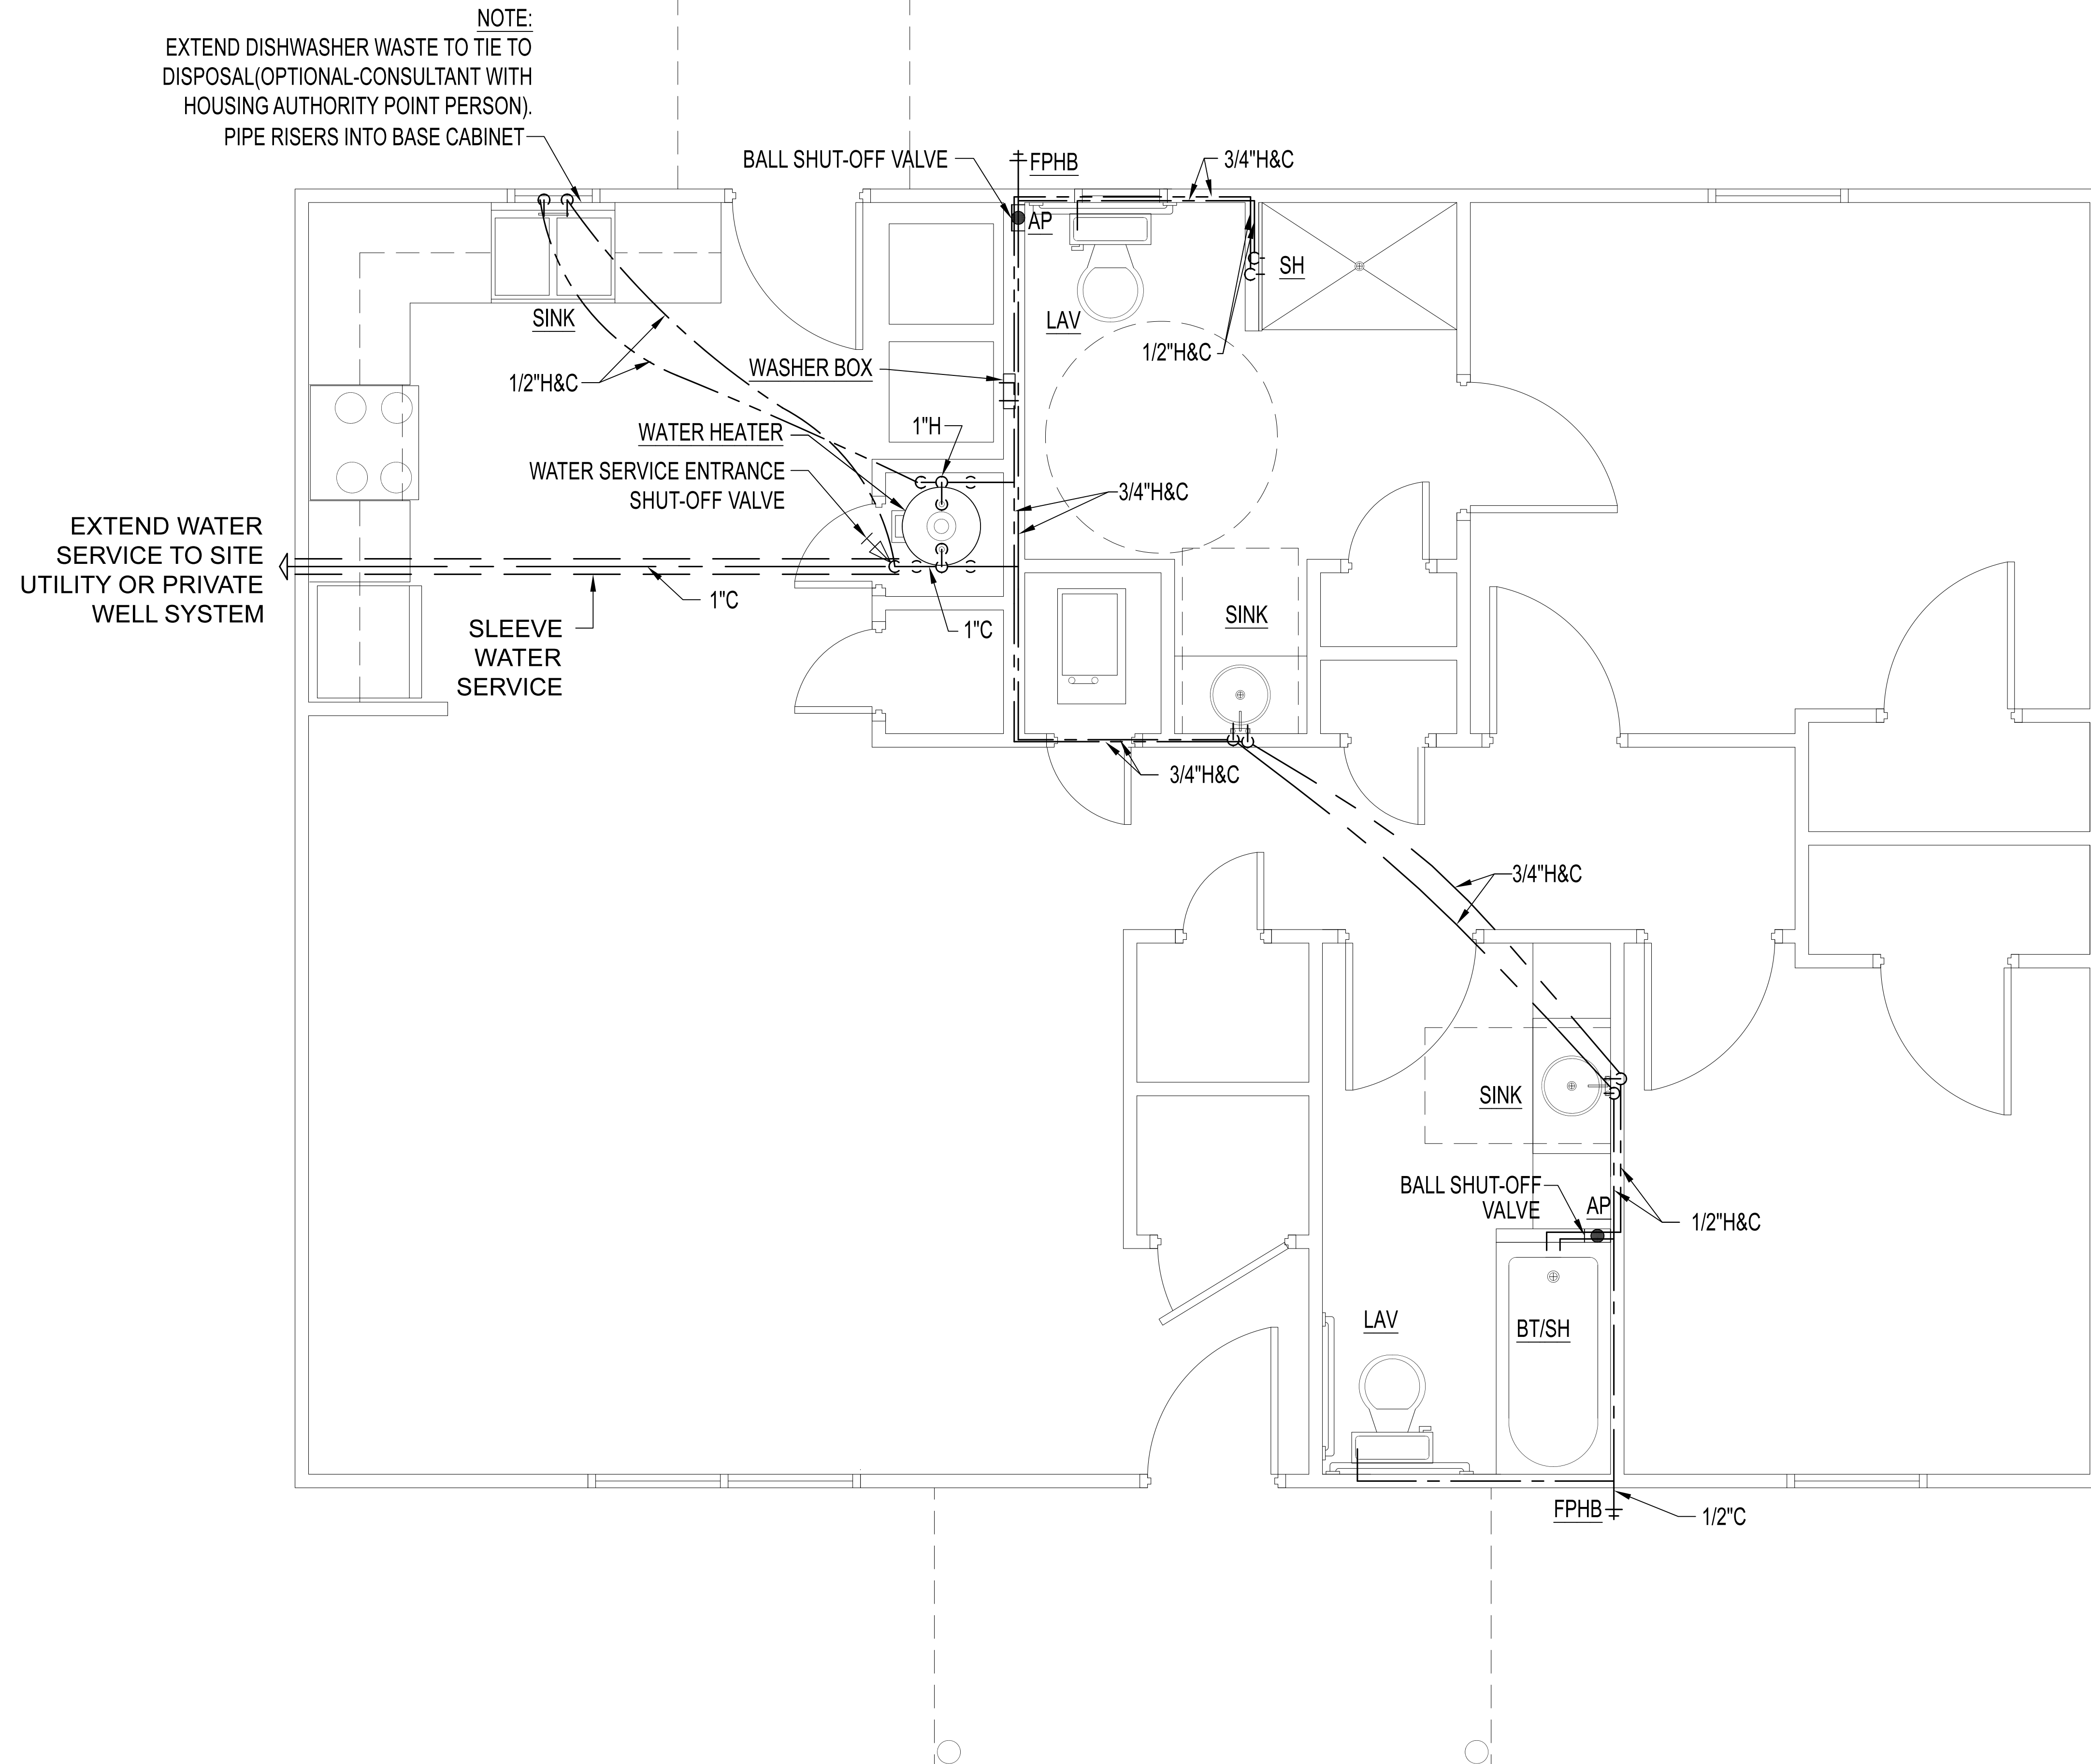 NOTE:
EXTEND DISHWASHER WASTE TO TIE TO
DISPOSAL(OPTIONAL-CONSULTANT WITH
HOUSING AUTHORITY POINT PERSON).
PIPE RISERS INTO BASE CABINET
BALL SHUT-OFF VALVE
FPHB
3/4"H&C
AP
SH
SINK
LAV
1/2"H&C
WASHER BOX
1/2"H&C
1"H
WATER HEATER
WATER SERVICE ENTRANCE
SHUT-OFF VALVE
3/4"H&C
EXTEND WATER
SERVICE TO SITE
UTILITY OR PRIVATE
WELL SYSTEM
1"C
SLEEVE
WATER
SERVICE
1"C
SINK
3/4"H&C
3/4"H&C
SINK
BALL SHUT-OFF
VALVE
AP
1/2"H&C
LAV
BT/SH
FPHB
1/2"C